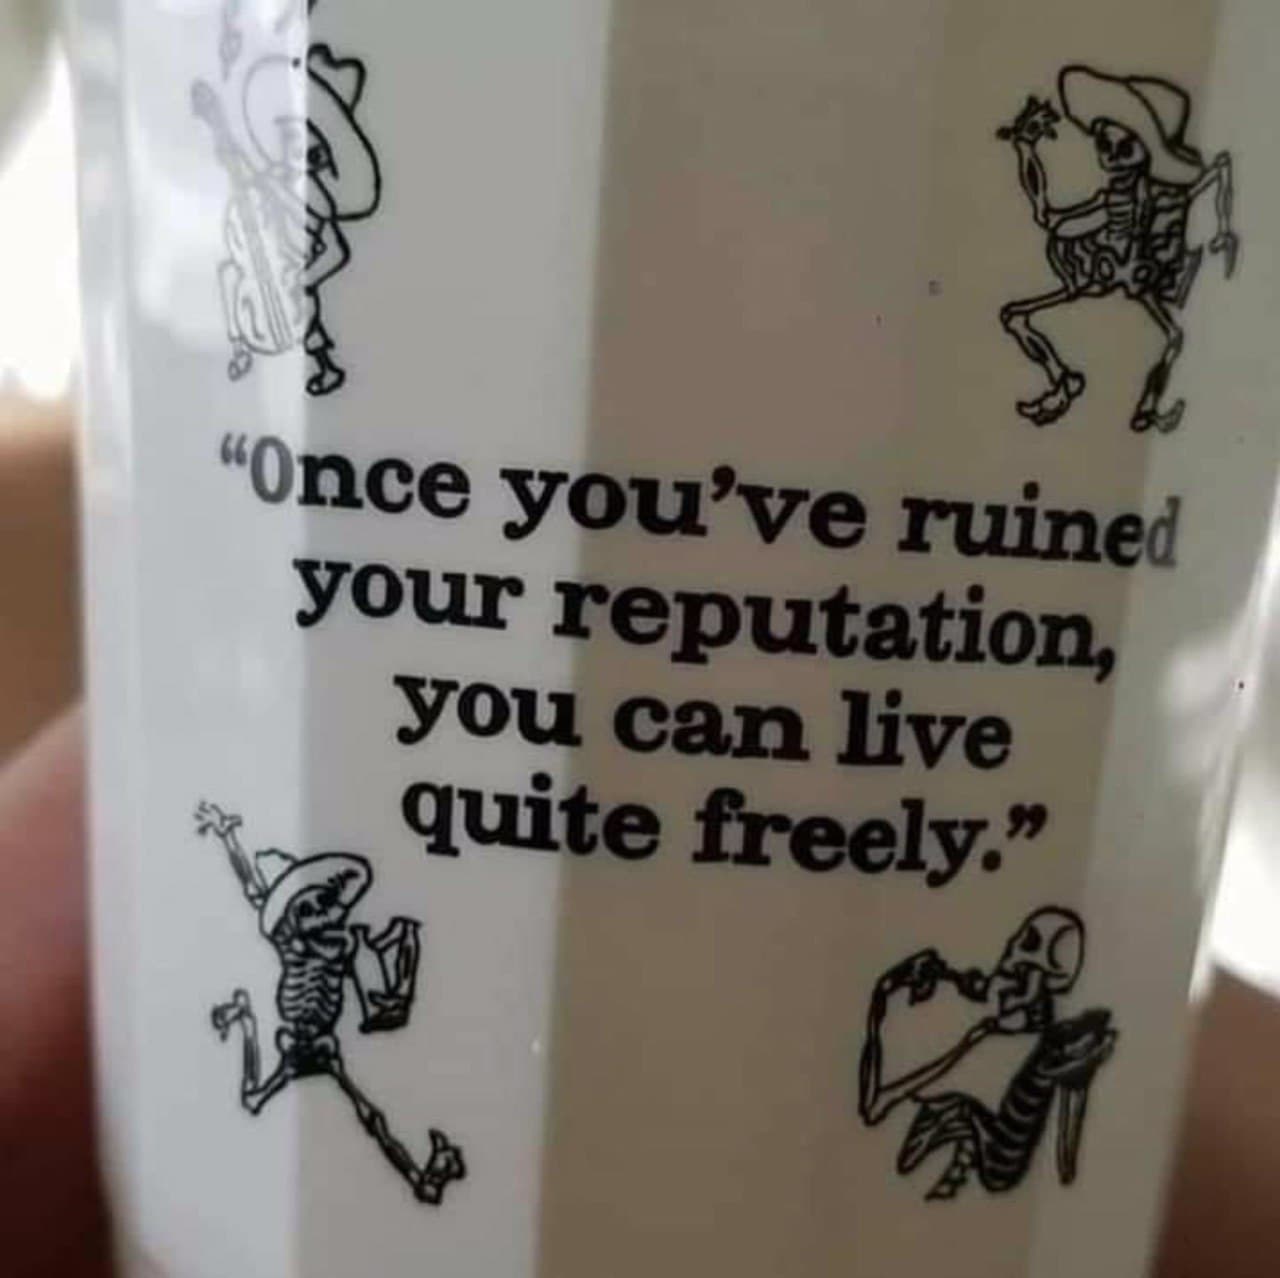 “Once you’ve ruined
your reputation,
you can live
quite freely.”